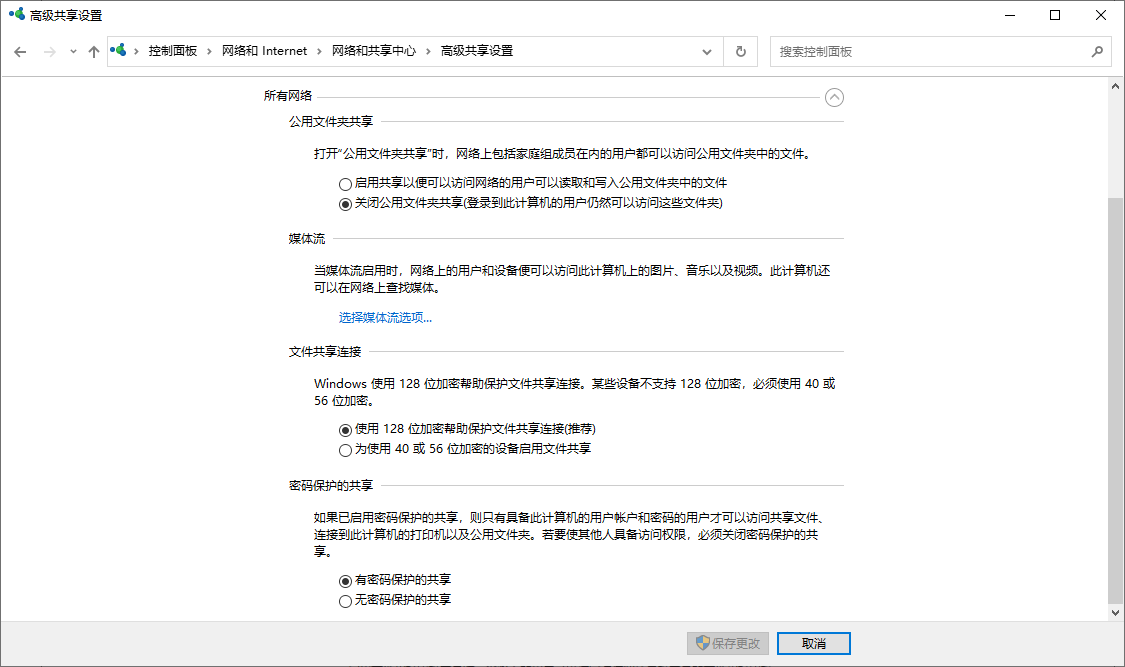 高级共享设置
控制面板 网络和 Internet 网络和共享中心 高级共享设置
搜索控制面板
所有网络
公用文件夹共享
打开“公用文件夹共享”时，网络上包括家庭组成员在内的用户都可以访问公用文件夹中的文件。
启用共享以便可以访问网络的用户可以读取和写入公用文件夹中的文件
关闭公用文件夹共享(登录到此计算机的用户仍然可以访问这些文件夹)
媒体流
当媒体流启用时，网络上的用户和设备便可以访问此计算机上的图片、音乐以及视频。此计算机还
可以在网络上查找媒体。
选择媒体流选项...
文件共享连接
Windows 使用 128 位加密帮助保护文件共享连接。某些设备不支持 128 位加密，必须使用 40 或
56 位加密。
使用 128 位加密帮助保护文件共享连接(推荐)
为使用 40 或 56 位加密的设备启用文件共享
密码保护的共享
如果已启用密码保护的共享，则只有具备此计算机的用户帐户和密码的用户才可以访问共享文件、
连接到此计算机的打印机以及公用文件夹。若要使其他人具备访问权限，必须关闭密码保护的共
享。
有密码保护的共享
无密码保护的共享
保存更改
取消